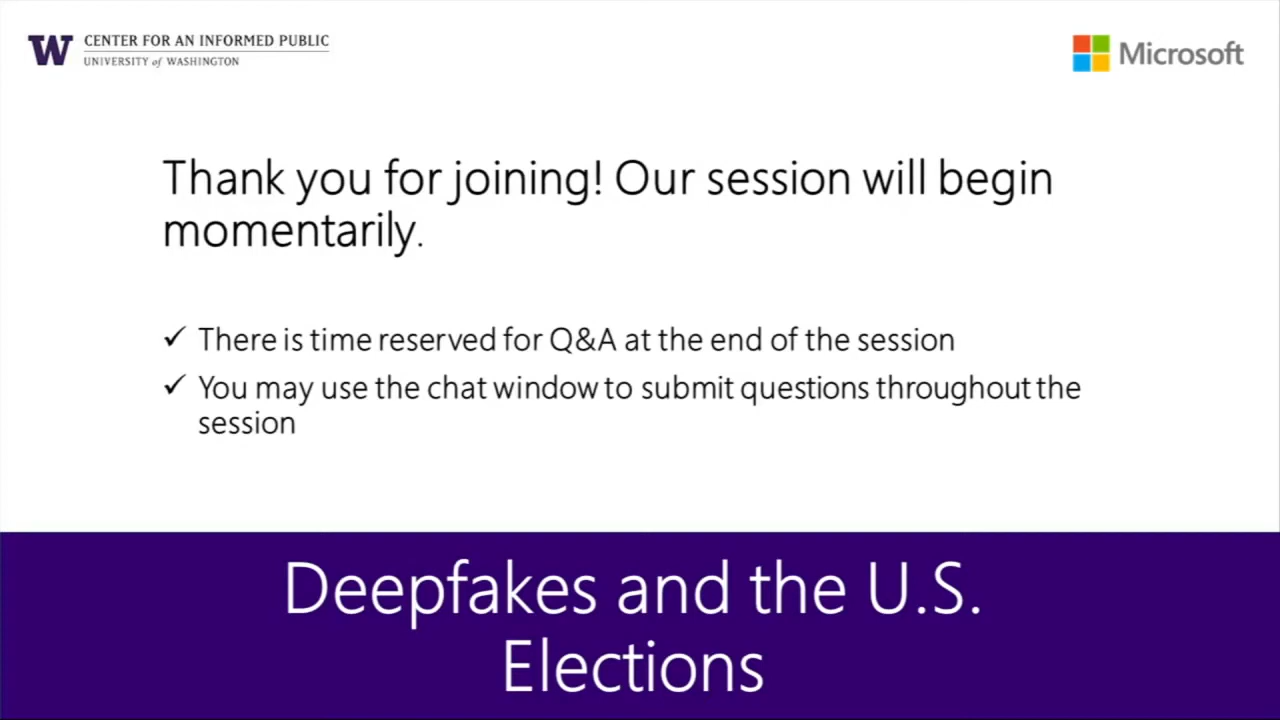 W CENTER FOR AN INFORMED PUBLIC
UNIVERSITY of WASHINGTON
Microsoft
Thank you for joining! Our session will begin
momentarily.
✓ There is time reserved for Q&A at the end of the session
✓ You may use the chat window to submit questions throughout the
session
Deepfakes and the U.S.
Elections